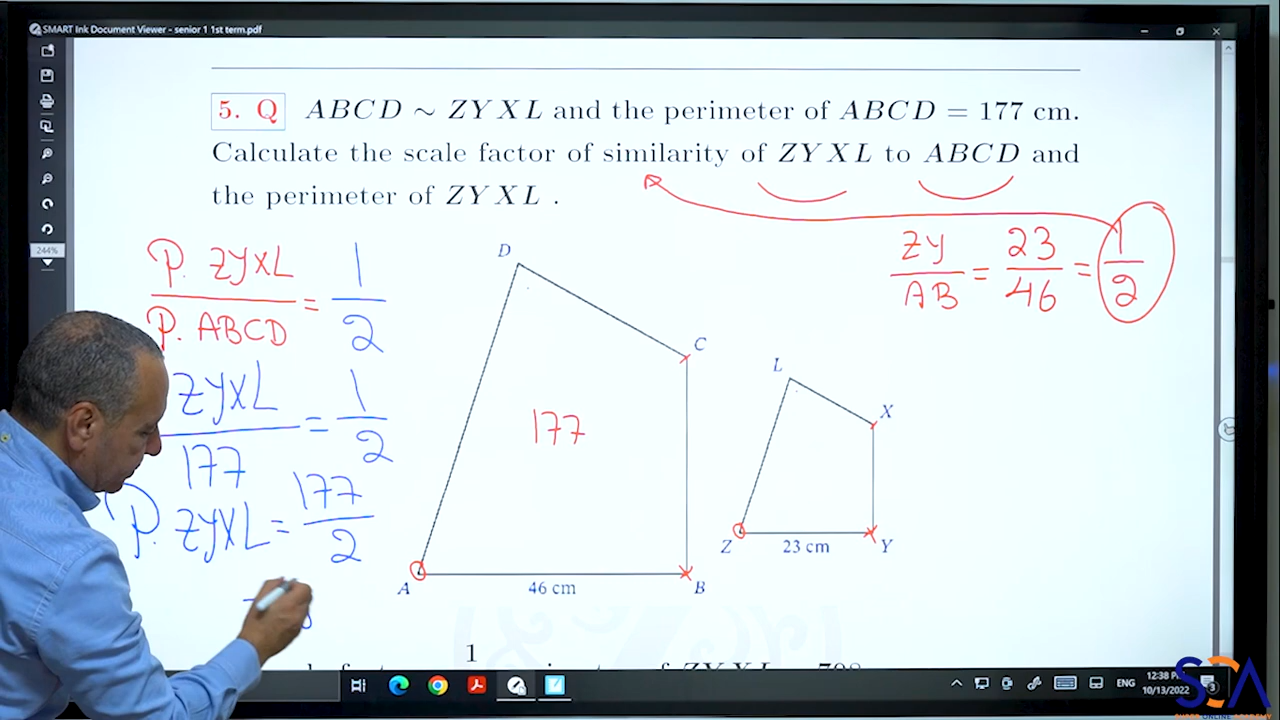 SMART Ink Document Viewer - senior 1 1st term.pdf
5. Q ABCD ~ ZYXL and the perimeter of ABCD = 177 cm.
Calculate the scale factor of similarity of ZYXL to ABCD and
the perimeter of ZYXL .
244%
P. ZYXL / P. ABCD = 1 / 2
ZYXL / 177 = 1 / 2
P. ZYXL = 177 / 2
ZY / AB = 23 / 46 = 1 / 2
D
C
177
A
46 cm
B
L
X
Z
23 cm
Y
1
ENG
12:38 P
10/13/2022
3
SCA